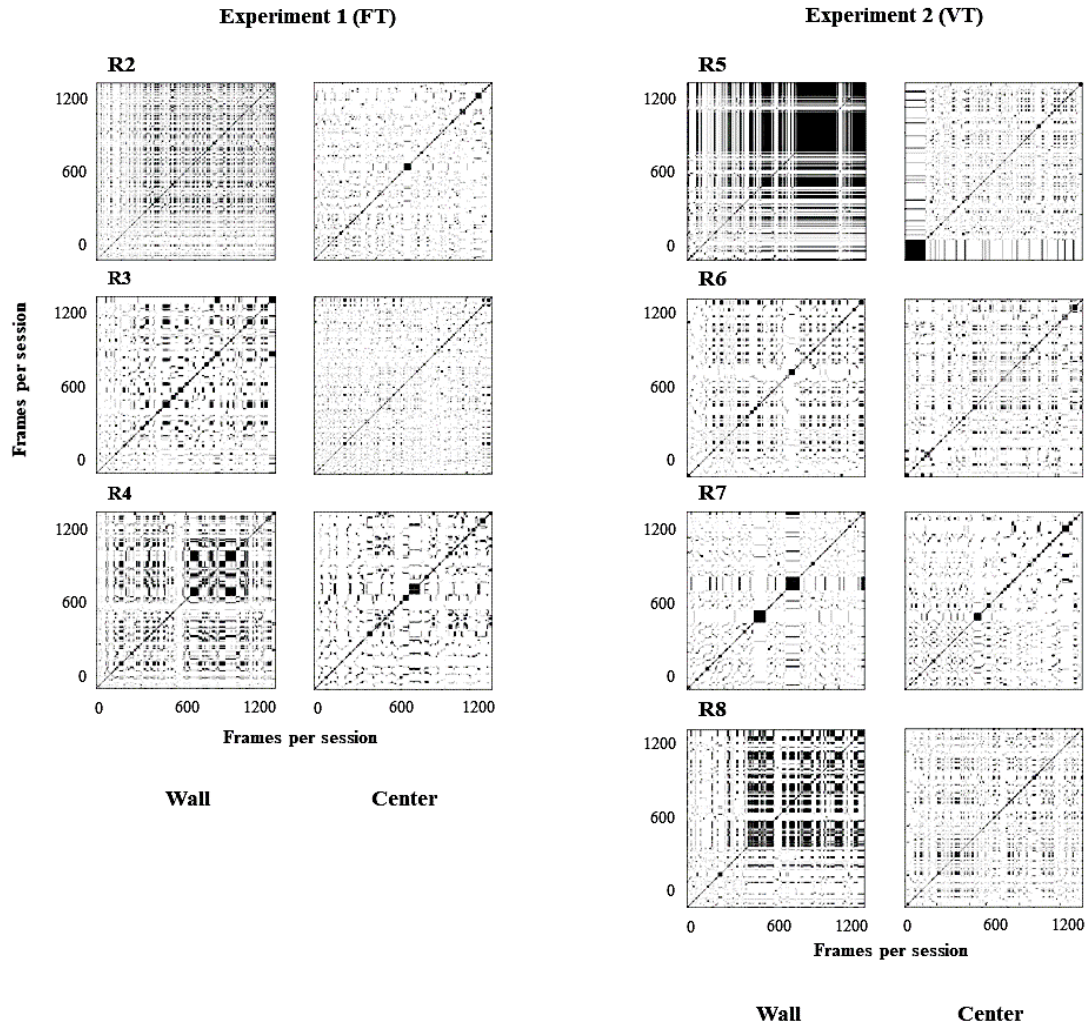 Experiment 1 (FT)
Experiment 2 (VT)
R2
1200
600
0
R5
1200
600
0
R3
1200
600
0
R6
1200
600
0
Frames per session
R4
1200
600
0
0 600 1200 0 600 1200
Frames per session
R7
1200
600
0
Wall Center
R8
1200
600
0
0 600 1200 0 600 1200
Frames per session
Wall Center